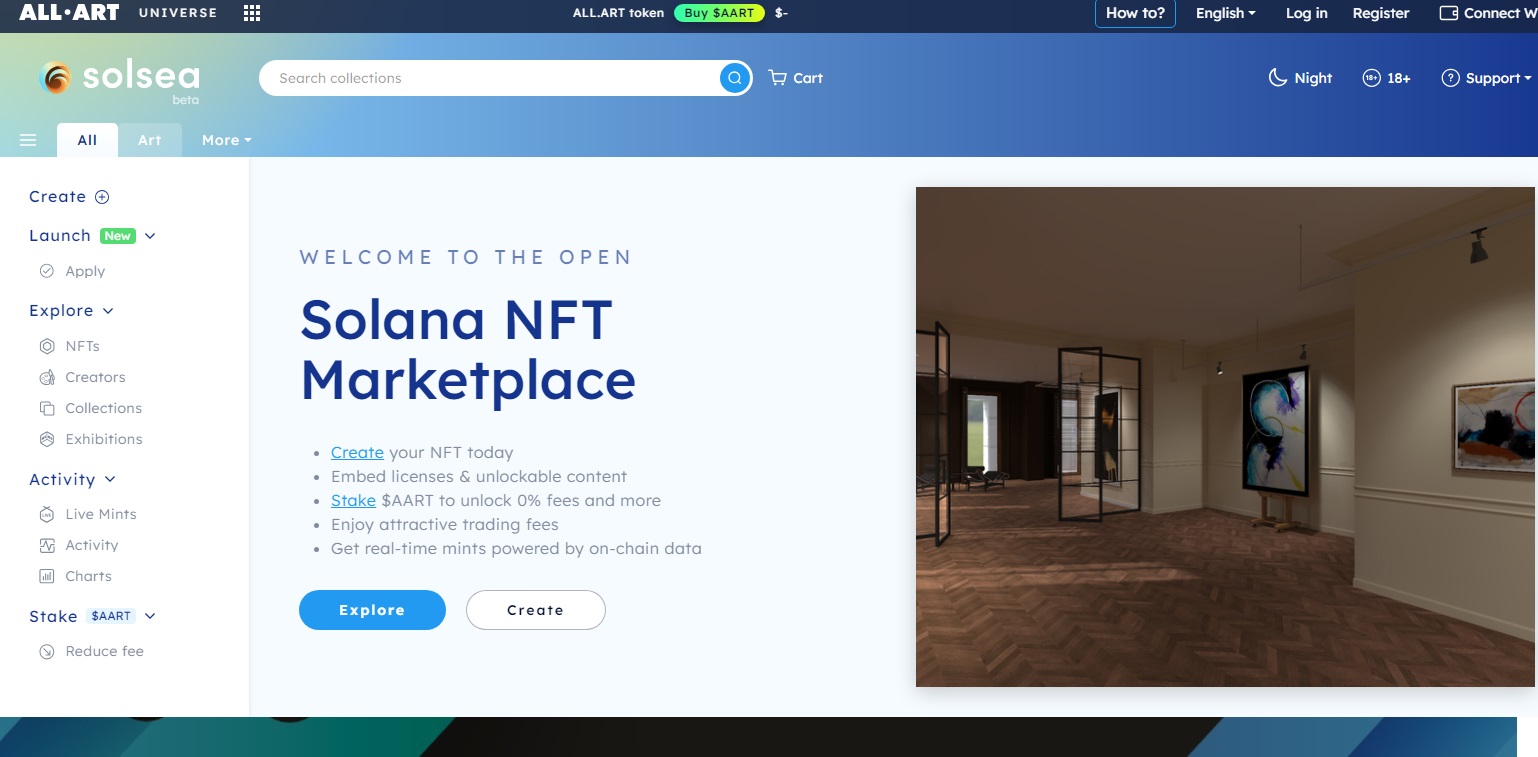 ALL•ART UNIVERSE ALL.ART token Buy $AART $- How to? English Log in Register Connect W
solsea Search collections Cart Night 18+ 18+ Support
beta
All Art More
Create
Launch New
Apply
Explore
NFTs
Creators
Collections
Exhibitions
Activity
Live Mints
Activity
Charts
Stake $AART
Reduce fee
WELCOME TO THE OPEN
Solana NFT
Marketplace
Create your NFT today
Embed licenses & unlockable content
Stake $AART to unlock 0% fees and more
Enjoy attractive trading fees
Get real-time mints powered by on-chain data
Explore Create